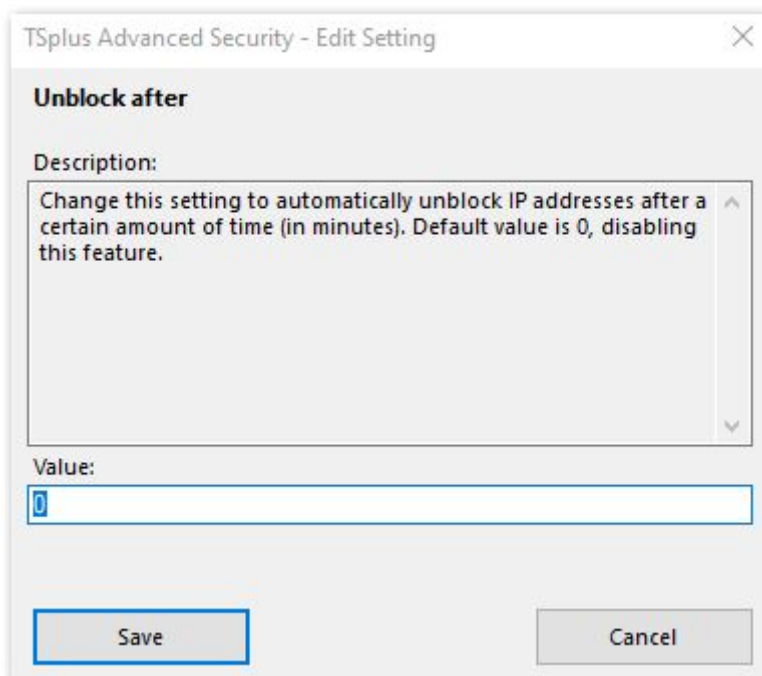 TSplus Advanced Security - Edit Setting
Unblock after
Description:
Change this setting to automatically unblock IP addresses after a
certain amount of time (in minutes). Default value is 0, disabling
this feature.
Value:
0
Save
Cancel